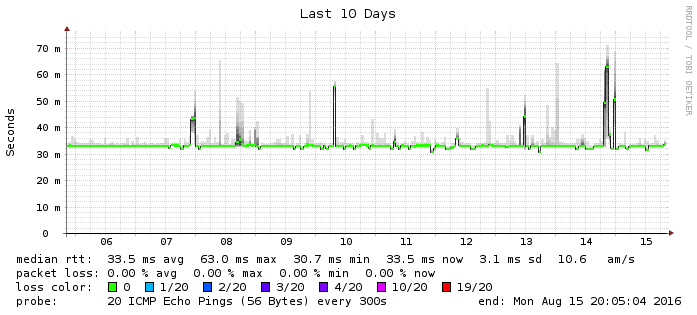 Last 10 Days
RRDTOOL / TOBI OETIKER
Seconds
70 m
60 m
50 m
40 m
30 m
20 m
10 m
0
06 07 08 09 10 11 12 13 14 15
median rtt: 33.5 ms avg 63.0 ms max 30.7 ms min 33.5 ms now 3.1 ms sd 10.6 am/s
packet loss: 0.00 % avg 0.00 % max 0.00 % min 0.00 % now
loss color: 0 1/20 2/20 3/20 4/20 10/20 19/20
probe: 20 ICMP Echo Pings (56 Bytes) every 300s end: Mon Aug 15 20:05:04 2016